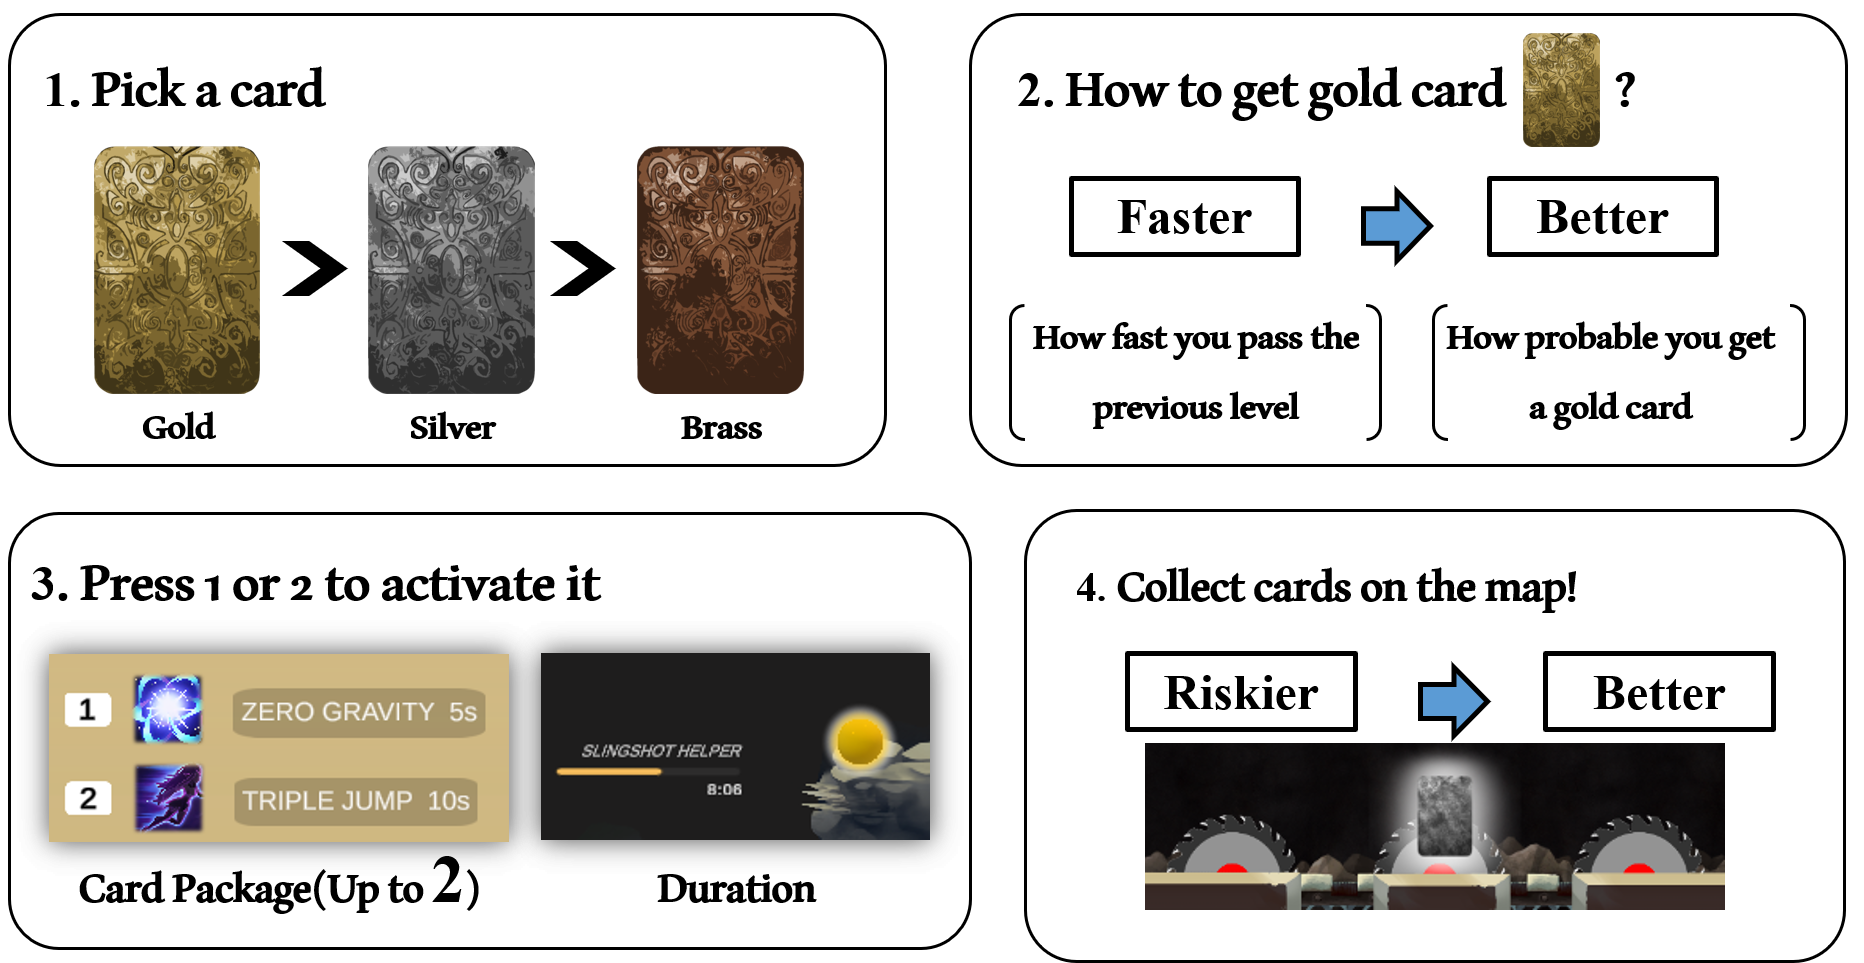 1. Pick a card
Gold
Silver
Brass
2. How to get gold card ?
Faster
Better
How fast you pass the
previous level
How probable you get
a gold card
3. Press 1 or 2 to activate it
1 ZERO GRAVITY 5s
2 TRIPLE JUMP 10s
SLINGSHOT HELPER
8:06
Card Package(Up to 2)
Duration
4. Collect cards on the map!
Riskier
Better